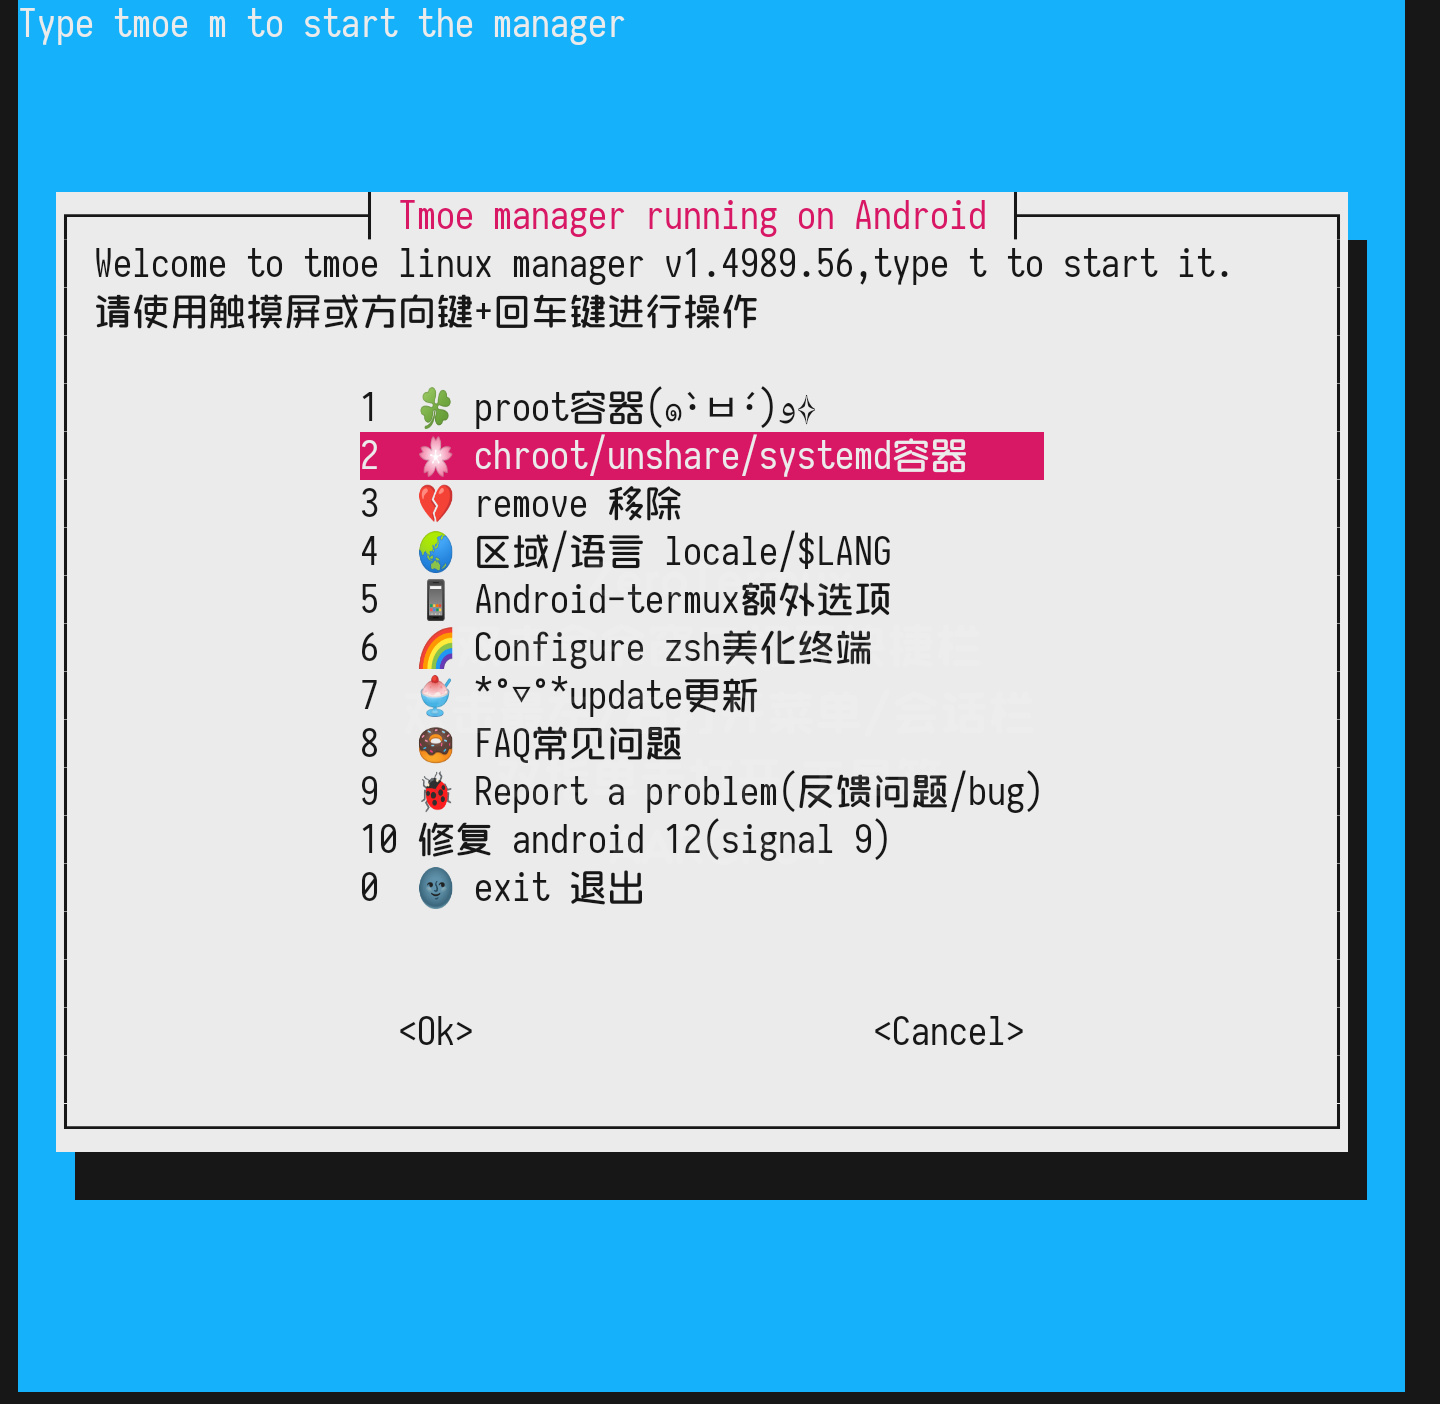 Type tmoe m to start the manager
Tmoe manager running on Android
Welcome to tmoe linux manager v1.4989.56,type t to start it.
请使用触摸屏或方向键+回车键进行操作
1 🍀 proot容器(๑•̀ㅂ•́)و✧
2 🌸 chroot/unshare/systemd容器
3 💔 remove 移除
4 🌏 区域/语言 locale/$LANG
5 📱 Android-termux额外选项
6 🌈 Configure zsh美化终端
7 🍧 *°▽°*update更新
8 🍩 FAQ常见问题
9 🐞 Report a problem(反馈问题/bug)
10 修复 android 12(signal 9)
0 🌚 exit 退出
<Ok> <Cancel>